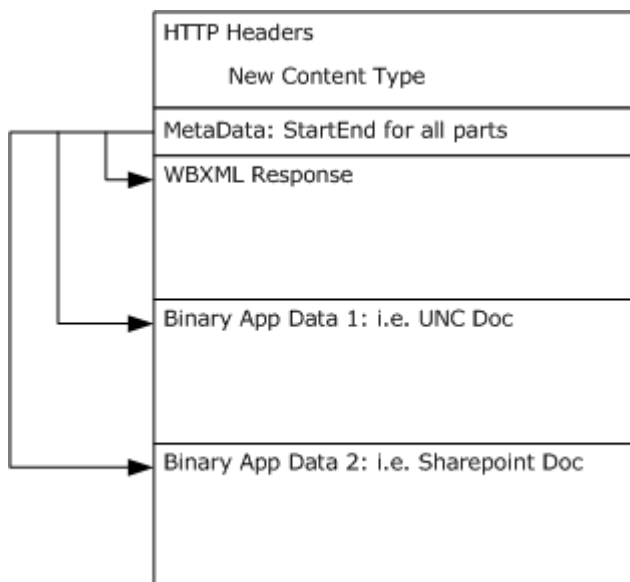 HTTP Headers
New Content Type
MetaData: StartEnd for all parts
WBXML Response
Binary App Data 1: i.e. UNC Doc
Binary App Data 2: i.e. Sharepoint Doc